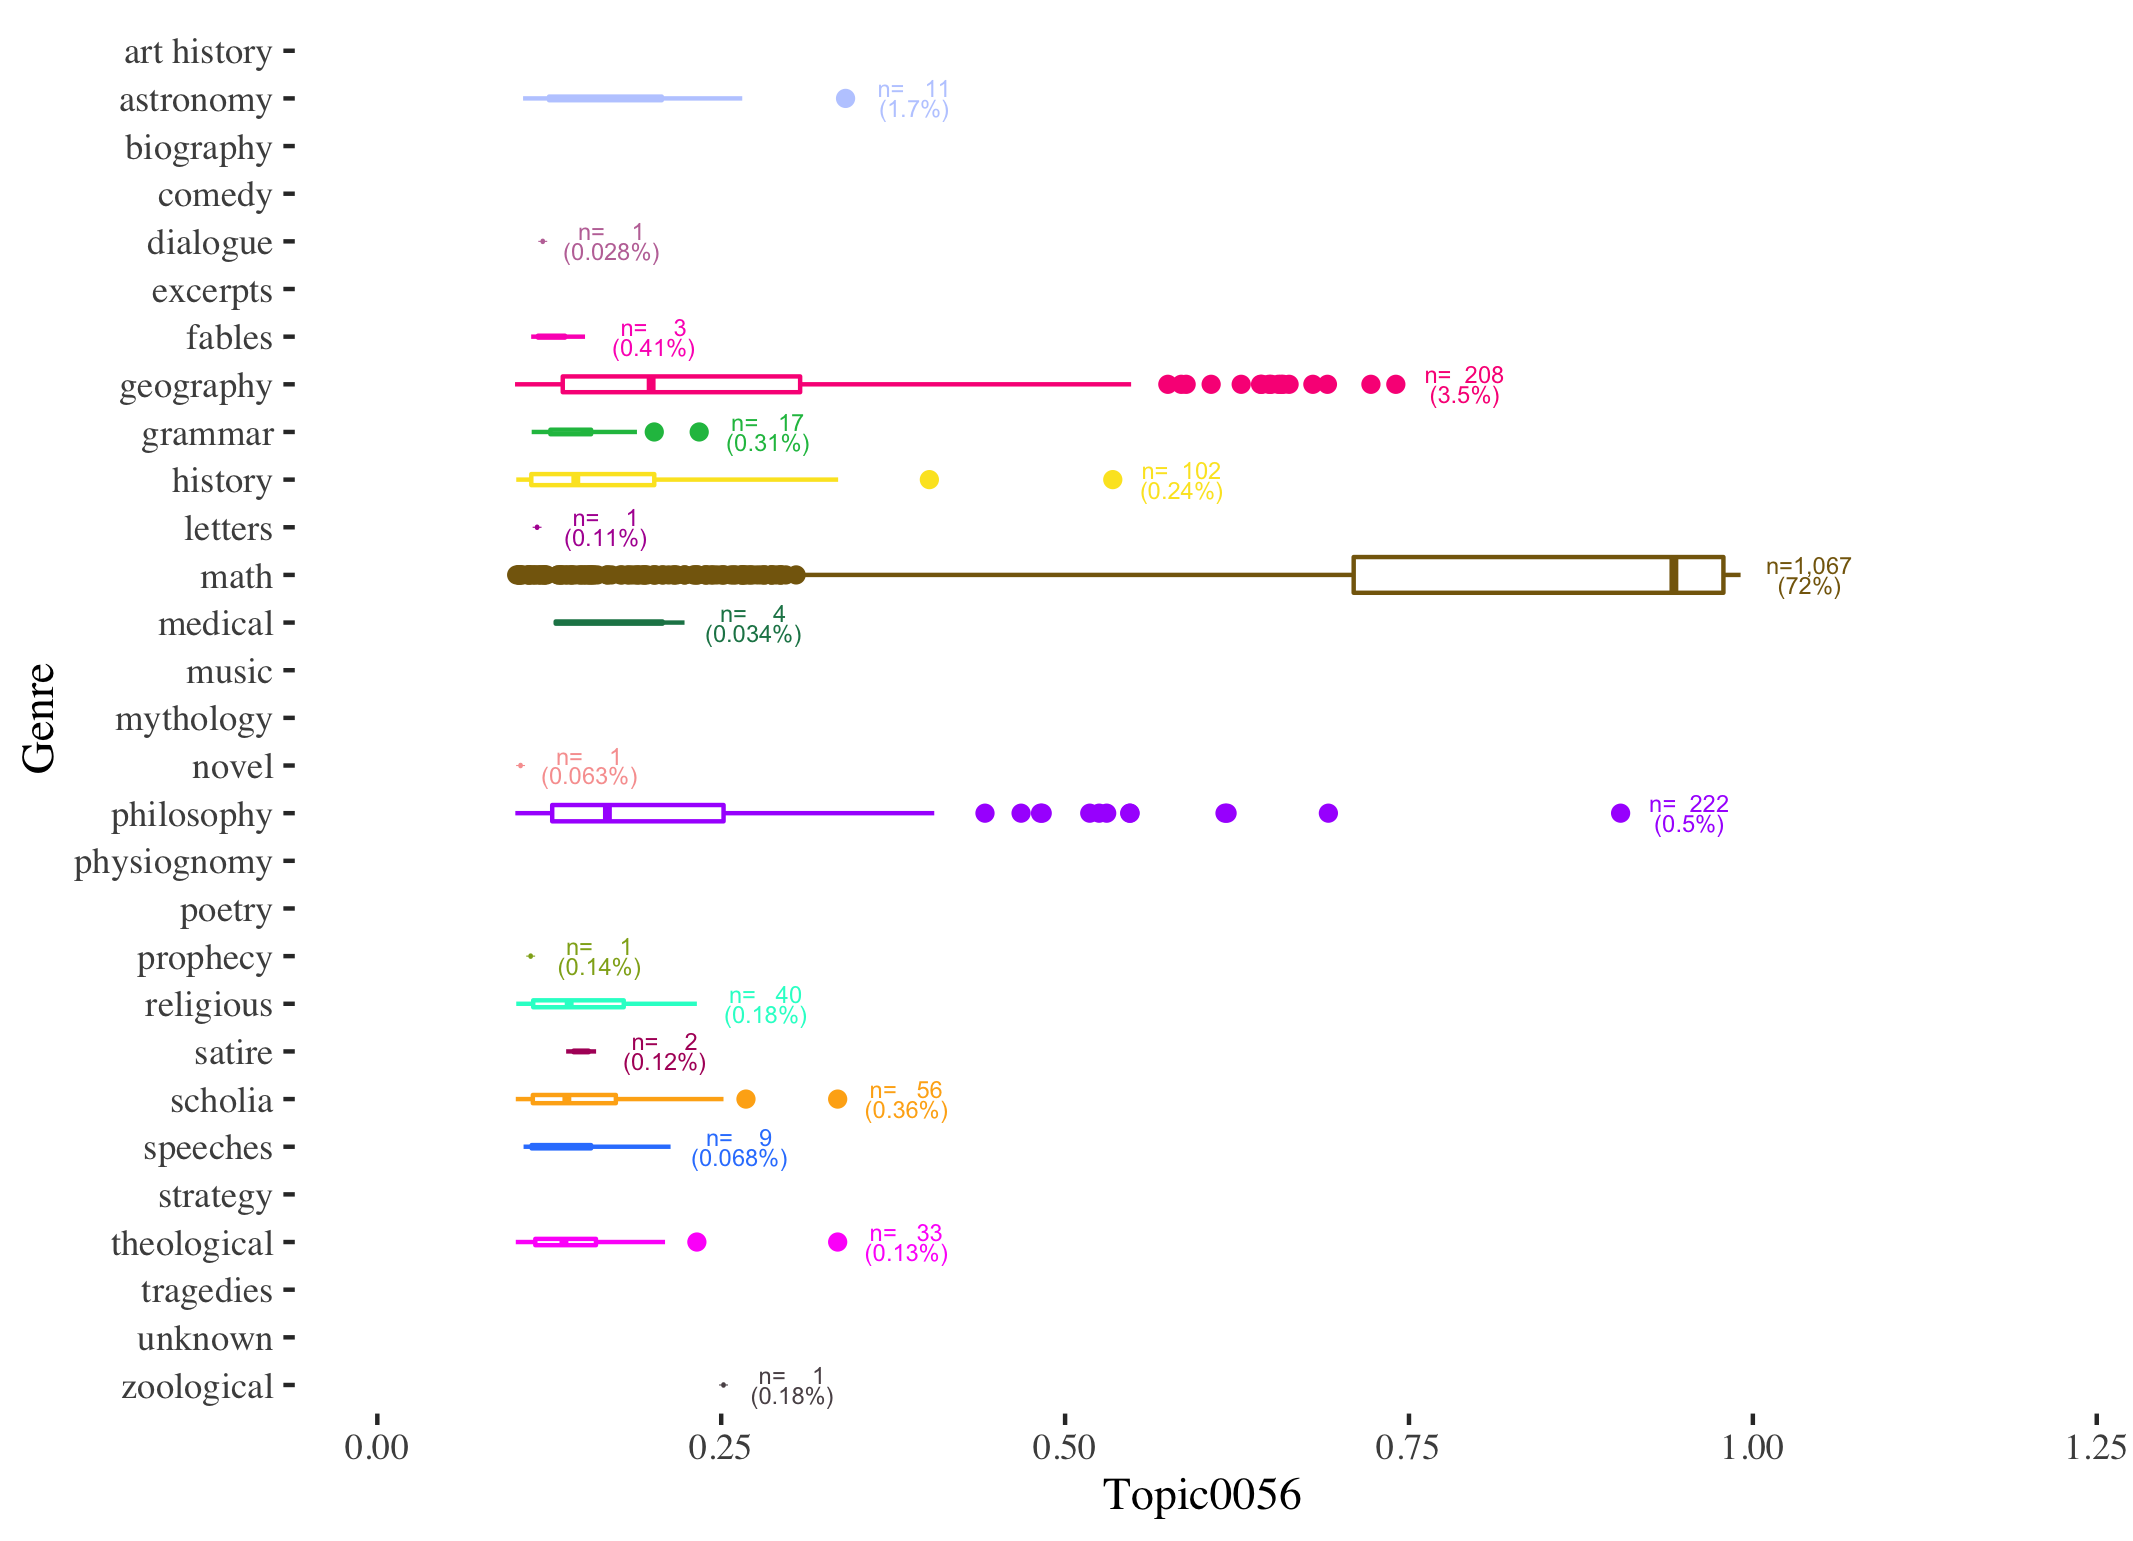 art history
astronomy
n= 11
(1.7%)
biography
comedy
dialogue
n= 1
(0.028%)
excerpts
fables
n= 3
(0.41%)
geography
n= 208
(3.5%)
grammar
n= 17
(0.31%)
history
n= 102
(0.24%)
letters
n= 1
(0.11%)
math
n=1,067
(72%)
medical
n= 4
(0.034%)
music
mythology
novel
n= 1
(0.063%)
philosophy
n= 222
(0.5%)
physiognomy
poetry
prophecy
n= 1
(0.14%)
religious
n= 40
(0.18%)
satire
n= 2
(0.12%)
scholia
n= 56
(0.36%)
speeches
n= 9
(0.068%)
strategy
theological
n= 33
(0.13%)
tragedies
unknown
zoological
n= 1
(0.18%)
Genre
0.00 0.25 0.50 0.75 1.00 1.25
Topic0056